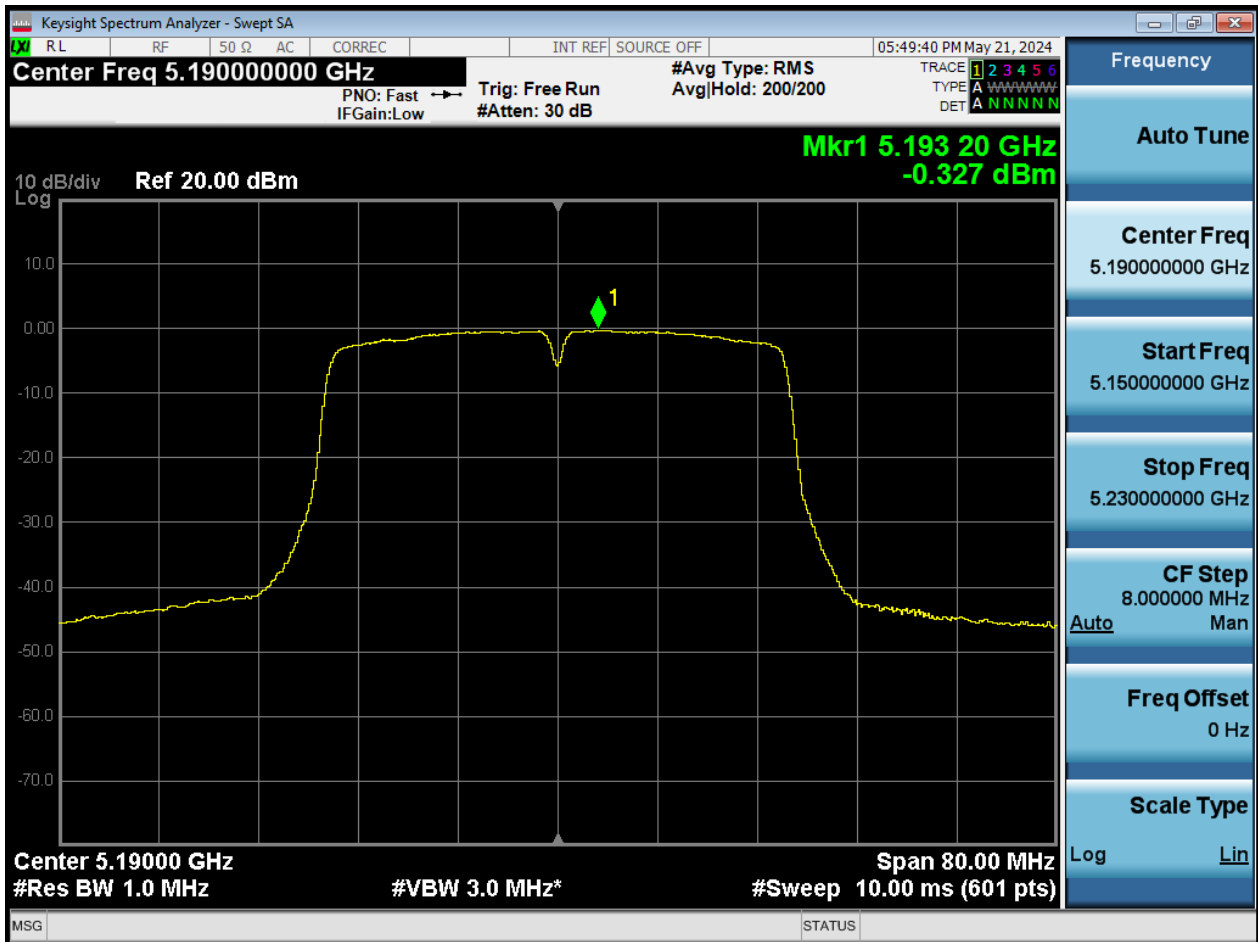 Keysight Spectrum Analyzer - Swept SA
LXI RL RF 50 Ω AC CORREC INT REF SOURCE OFF 05:49:40 PM May 21, 2024
Center Freq 5.190000000 GHz
PNO: Fast
IFGain:Low
Trig: Free Run
#Atten: 30 dB
#Avg Type: RMS
Avg|Hold: 200/200
TRACE 1 2 3 4 5 6
TYPE A WWWWW
DET A N N N N N
Mkr1 5.193 20 GHz
-0.327 dBm
10 dB/div Ref 20.00 dBm
Log
10.0
0.00
-10.0
-20.0
-30.0
-40.0
-50.0
-60.0
-70.0
1
Center 5.19000 GHz Span 80.00 MHz
#Res BW 1.0 MHz #VBW 3.0 MHz* #Sweep 10.00 ms (601 pts)
MSG STATUS
Frequency
Auto Tune
Center Freq
5.190000000 GHz
Start Freq
5.150000000 GHz
Stop Freq
5.230000000 GHz
CF Step
8.000000 MHz
Auto Man
Freq Offset
0 Hz
Scale Type
Log Lin